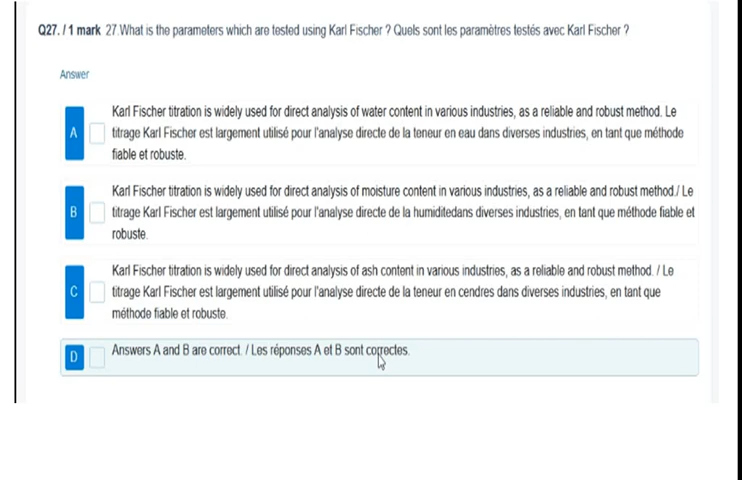 Q27. / 1 mark 27.What is the parameters which are tested using Karl Fischer ? Quels sont les paramètres testés avec Karl Fischer ?
Answer
Karl Fischer titration is widely used for direct analysis of water content in various industries, as a reliable and robust method. Le
A titrage Karl Fischer est largement utilisé pour l'analyse directe de la teneur en eau dans diverses industries, en tant que méthode
fiable et robuste.
Karl Fischer titration is widely used for direct analysis of moisture content in various industries, as a reliable and robust method./ Le
B titrage Karl Fischer est largement utilisé pour l'analyse directe de la humiditedans diverses industries, en tant que méthode fiable et
robuste.
Karl Fischer titration is widely used for direct analysis of ash content in various industries, as a reliable and robust method. / Le
C titrage Karl Fischer est largement utilisé pour l'analyse directe de la teneur en cendres dans diverses industries, en tant que
méthode fiable et robuste.
D Answers A and B are correct. / Les réponses A et B sont correctes.